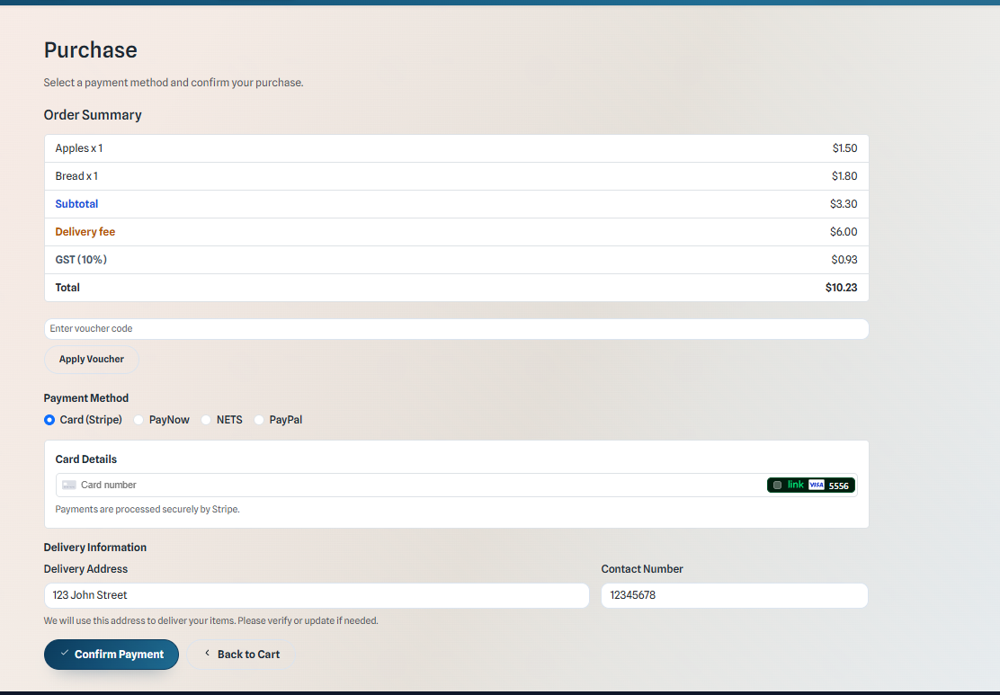 Purchase
Select a payment method and confirm your purchase.
Order Summary
Apples x 1 $1.50
Bread x 1 $1.80
Subtotal $3.30
Delivery fee $6.00
GST (10%) $0.93
Total $10.23
Enter voucher code
Apply Voucher
Payment Method
Card (Stripe) PayNow NETS PayPal
Card Details
Card number link VISA 5556
Payments are processed securely by Stripe.
Delivery Information
Delivery Address Contact Number
123 John Street 12345678
We will use this address to deliver your items. Please verify or update if needed.
Confirm Payment Back to Cart